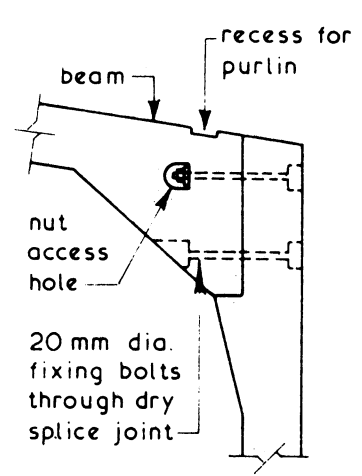 recess for
purlin
beam
nut
access
hole
20 mm dia.
fixing bolts
through dry
splice joint